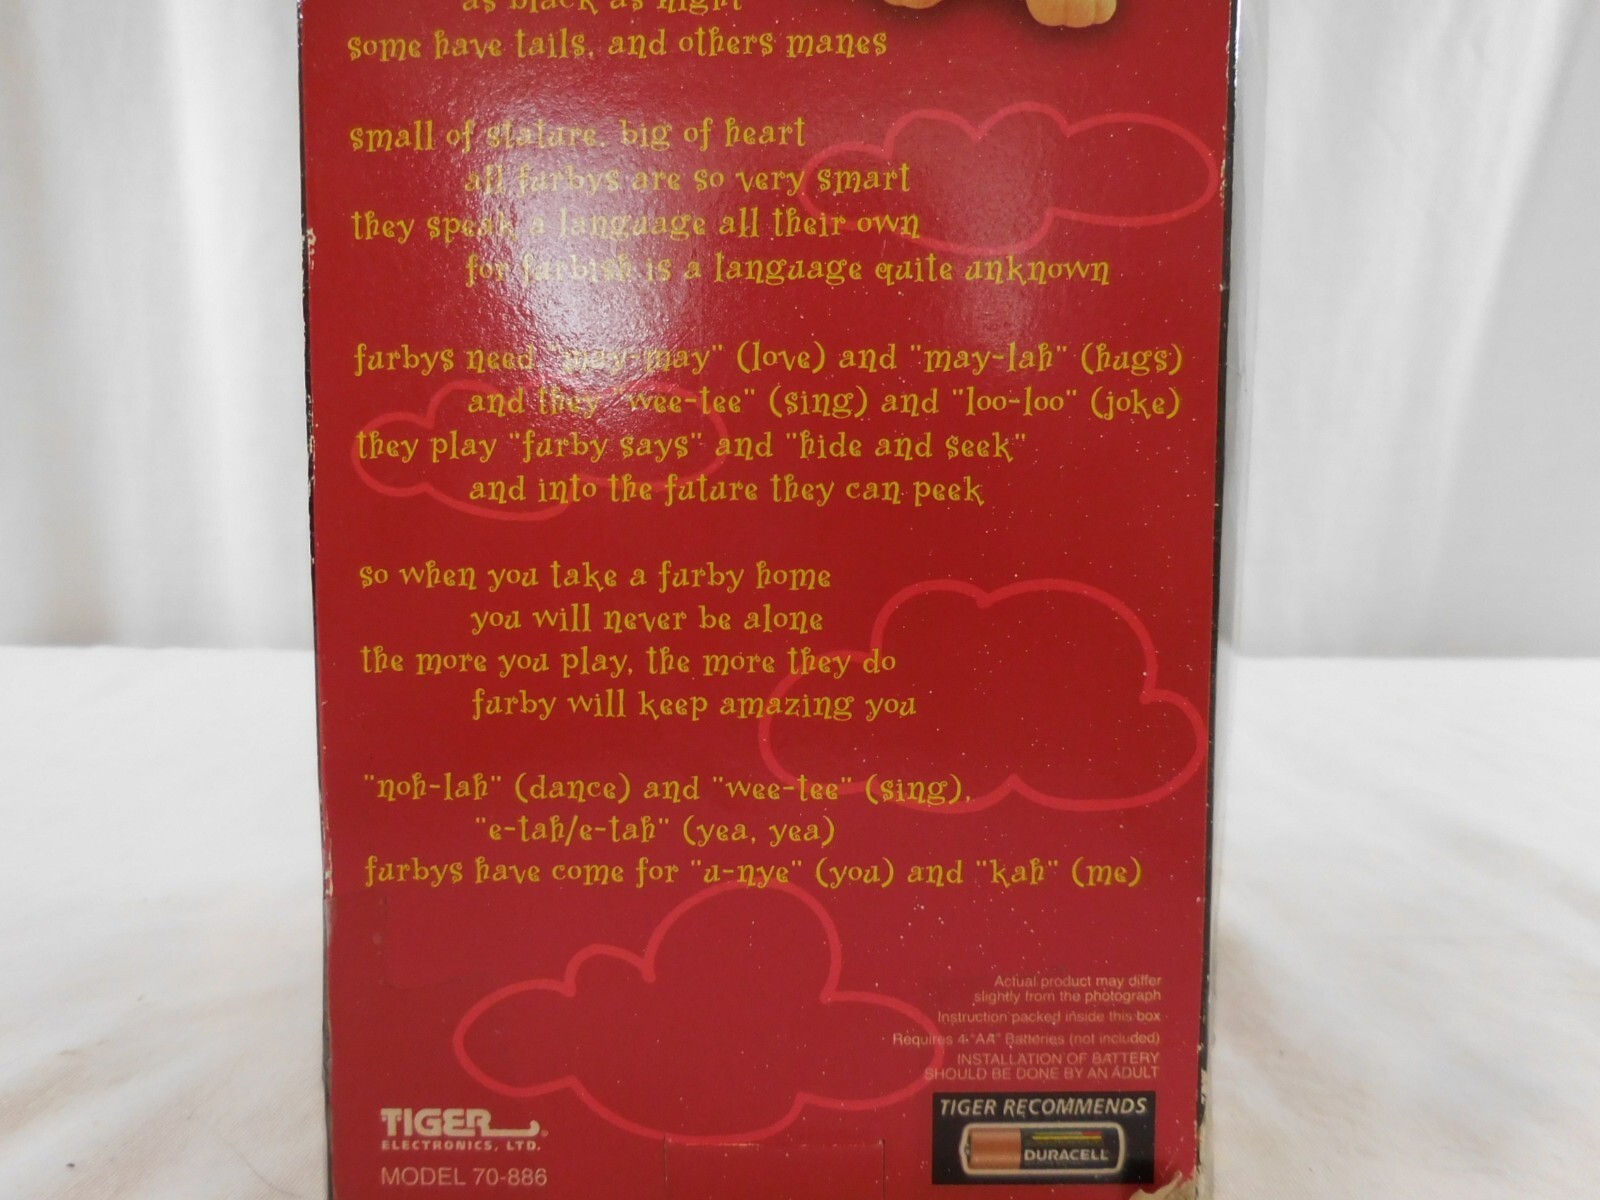 as black as night
some have tails, and others manes
small of stature, big of heart
all furbys are so very smart
they speak a language all their own
for furbish is a language quite unknown
furbys need "may-may" (love) and "may-lah" (hugs)
and they "wee-tee" (sing) and "loo-loo" (joke)
they play "furby says" and "hide and seek"
and into the future they can peek
so when you take a furby home
you will never be alone
the more you play, the more they do
furby will keep amazing you
"noh-lah" (dance) and "wee-tee" (sing),
"e-tah/e-tah" (yea, yea)
furbys have come for "u-nye" (you) and "kah" (me)
Actual product may differ
slightly from the photograph
Instruction packed inside this box
Requires 4-"AA" Batteries (not included)
INSTALLATION OF BATTERY
SHOULD BE DONE BY AN ADULT
TIGER RECOMMENDS
DURACELL
TIGER®
ELECTRONICS, LTD.
MODEL 70-886